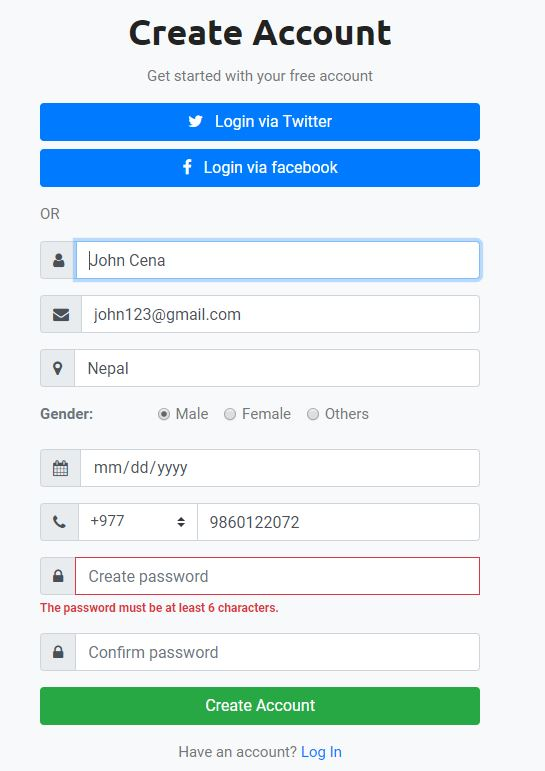 Create Account
Get started with your free account
Login via Twitter
Login via facebook
OR
John Cena
john123@gmail.com
Nepal
Gender: Male Female Others
mm/dd/yyyy
+977 9860122072
Create password
The password must be at least 6 characters.
Confirm password
Create Account
Have an account? Log In